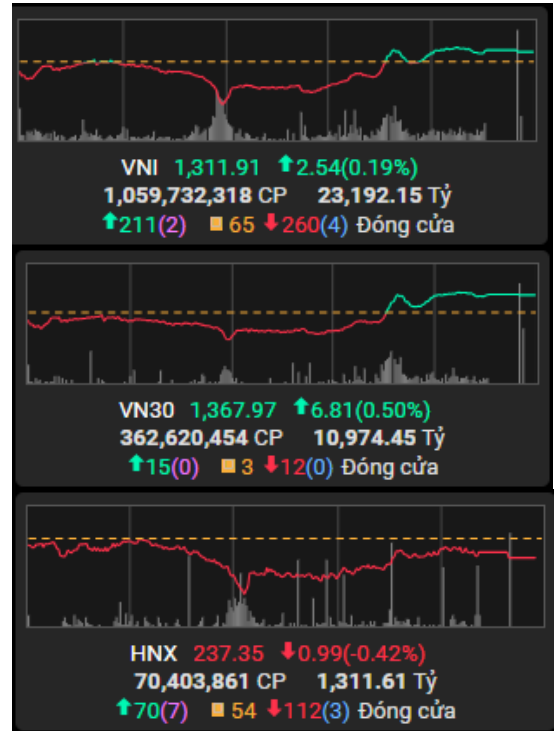 VNI 1,311.91 ⬆2.54(0.19%)
1,059,732,318 CP 23,192.15 Tỷ
⬆211(2) ■ 65 ⬇260(4) Đóng cửa
VN30 1,367.97 ⬆6.81(0.50%)
362,620,454 CP 10,974.45 Tỷ
⬆15(0) ■ 3 ⬇12(0) Đóng cửa
HNX 237.35 ⬇0.99(-0.42%)
70,403,861 CP 1,311.61 Tỷ
⬆70(7) ■ 54 ⬇112(3) Đóng cửa